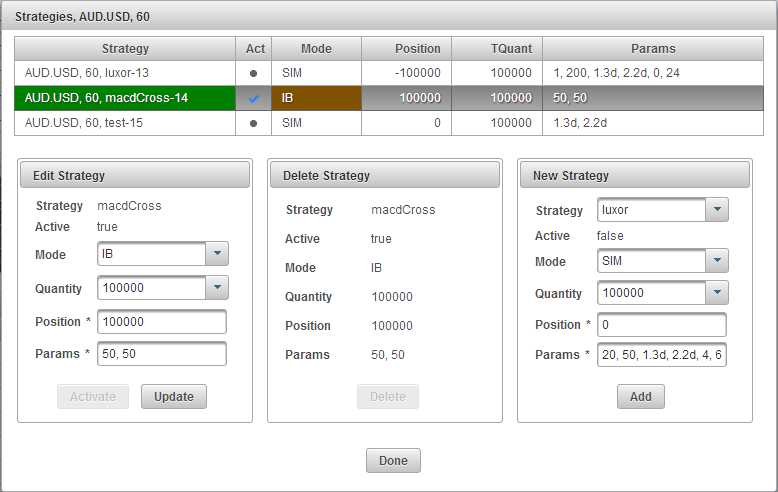 Strategies, AUD.USD, 60
Strategy Act Mode Position TQuant Params
AUD.USD, 60, luxor-13 SIM -100000 100000 1, 200, 1.3d, 2.2d, 0, 24
AUD.USD, 60, macdCross-14 IB 100000 100000 50, 50
AUD.USD, 60, test-15 SIM 0 100000 1.3d, 2.2d
Edit Strategy
Strategy macdCross
Active true
Mode IB
Quantity 100000
Position * 100000
Params * 50, 50
Activate Update
Delete Strategy
Strategy macdCross
Active true
Mode IB
Quantity 100000
Position 100000
Params 50, 50
Delete
New Strategy
Strategy luxor
Active false
Mode SIM
Quantity 100000
Position * 0
Params * 20, 50, 1.3d, 2.2d, 4, 6
Add
Done